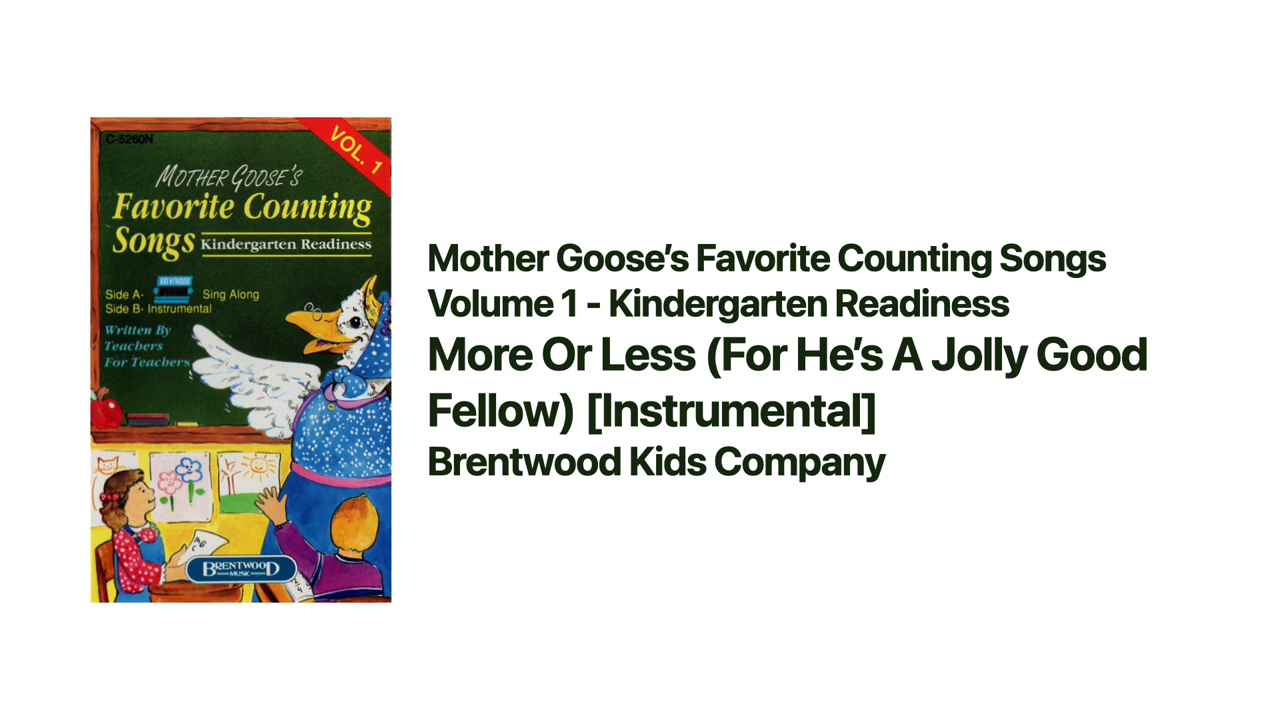 C-5260N
VOL. 1
MOTHER GOOSE'S
Favorite Counting
Songs Kindergarten Readiness
BRENTWOOD
Side A- Sing Along
Side B- Instrumental
Written By
Teachers
For Teachers
BRENTWOOD
MUSIC
Mother Goose’s Favorite Counting Songs
Volume 1 - Kindergarten Readiness
More Or Less (For He’s A Jolly Good
Fellow) [Instrumental]
Brentwood Kids Company